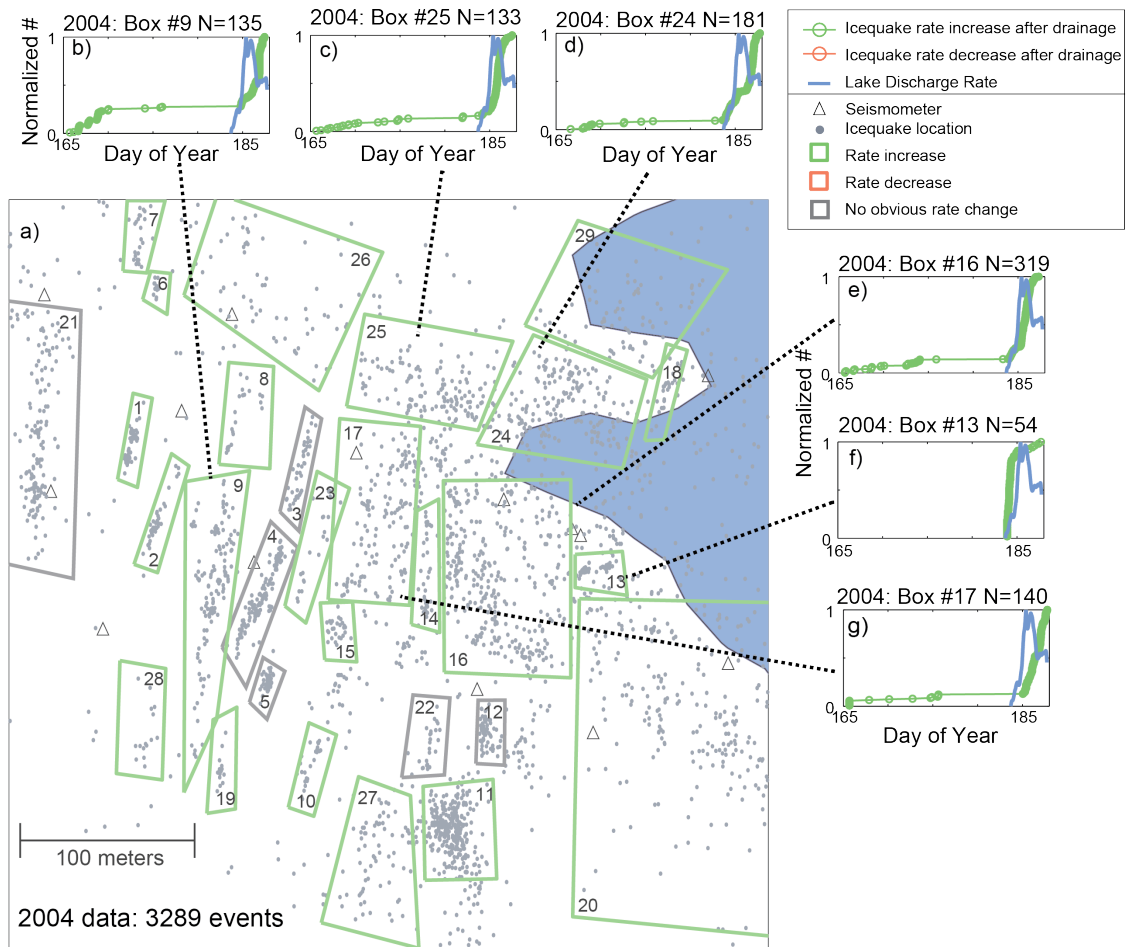 2004: Box #9 N=135
2004: Box #25 N=133
2004: Box #24 N=181
b)
c)
d)
Normalized #
1
0
165
185
Day of Year
1
0
165
185
Day of Year
1
0
165
185
Day of Year
Icequake rate increase after drainage
Icequake rate decrease after drainage
Lake Discharge Rate
Seismometer
Icequake location
Rate increase
Rate decrease
No obvious rate change
a)
7
6
26
29
21
25
18
8
1
17
24
9
23
3
2
4
13
14
15
16
28
5
22
12
19
10
27
11
20
100 meters
2004 data: 3289 events
2004: Box #16 N=319
e)
1
0
165
185
Normalized #
2004: Box #13 N=54
f)
1
0
165
185
2004: Box #17 N=140
g)
1
0
165
185
Day of Year